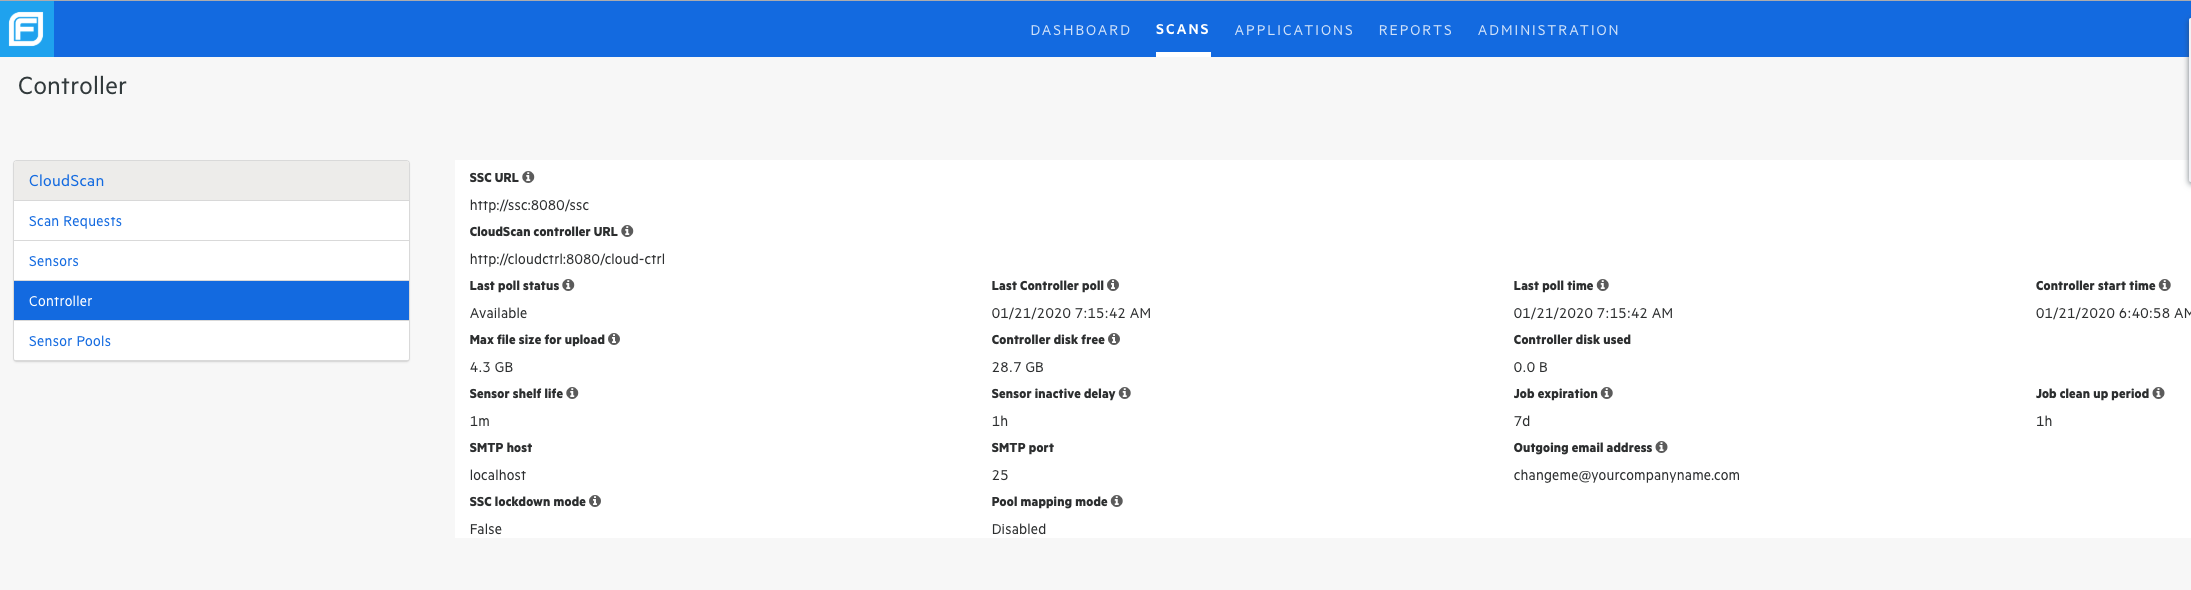 DASHBOARD SCANS APPLICATIONS REPORTS ADMINISTRATION
Controller
CloudScan
Scan Requests
Sensors
Controller
Sensor Pools
SSC URL
http://ssc:8080/ssc
CloudScan controller URL
http://cloudctrl:8080/cloud-ctrl
Last poll status Last Controller poll Last poll time Controller start time
Available 01/21/2020 7:15:42 AM 01/21/2020 7:15:42 AM 01/21/2020 6:40:58 AM
Max file size for upload Controller disk free Controller disk used
4.3 GB 28.7 GB 0.0 B
Sensor shelf life Sensor inactive delay Job expiration Job clean up period
1m 1h 7d 1h
SMTP host SMTP port Outgoing email address
localhost 25 changeme@yourcompanyname.com
SSC lockdown mode Pool mapping mode
False Disabled